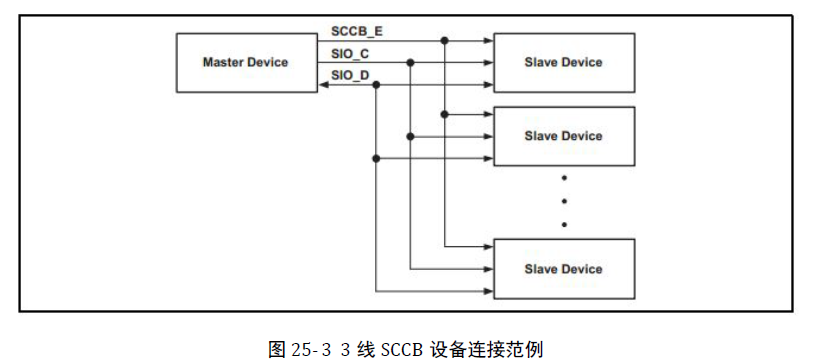 SCCB_E
Master Device
SIO_C
SIO_D
Slave Device
Slave Device
Slave Device
图 25-3 3 线 SCCB 设备连接范例